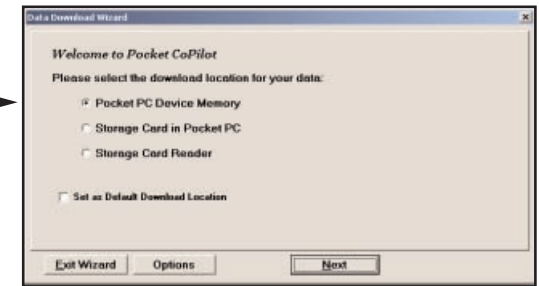 Data Download Wizard
Welcome to Pocket CoPilot
Please select the download location for your data:
Pocket PC Device Memory
Storage Card in Pocket PC
Storage Card Reader
Set as Default Download Location
Exit Wizard Options Next